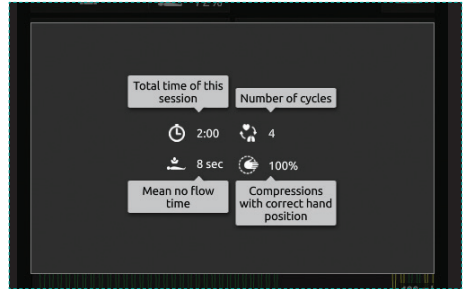 Total time of this
session
Number of cycles
2:00
4
8 sec
100%
Mean no flow
time
Compressions
with correct hand
position